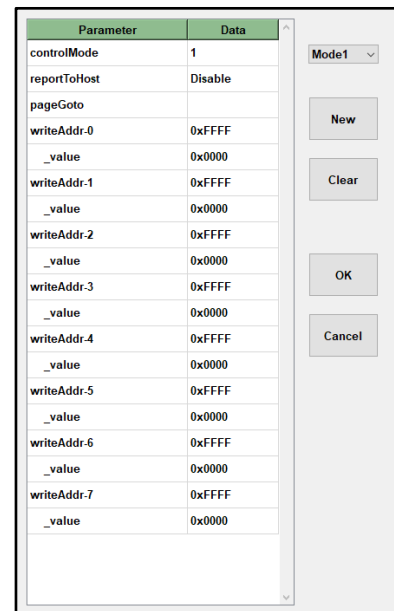 Parameter Data
controlMode 1
reportToHost Disable
pageGoto
writeAddr-0 0xFFFF
_value 0x0000
writeAddr-1 0xFFFF
_value 0x0000
writeAddr-2 0xFFFF
_value 0x0000
writeAddr-3 0xFFFF
_value 0x0000
writeAddr-4 0xFFFF
_value 0x0000
writeAddr-5 0xFFFF
_value 0x0000
writeAddr-6 0xFFFF
_value 0x0000
writeAddr-7 0xFFFF
_value 0x0000
Mode1
New
Clear
OK
Cancel